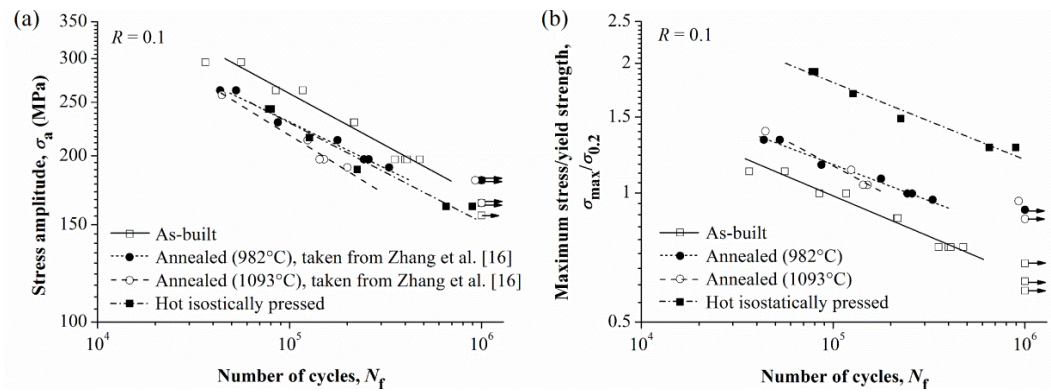 (a)
350
300
250
200
150
100
Stress amplitude, σa (MPa)
R = 0.1
As-built
Annealed (982°C), taken from Zhang et al. [16]
Annealed (1093°C), taken from Zhang et al. [16]
Hot isostically pressed
10^4
10^5
10^6
Number of cycles, Nf
(b)
2.5
2
1.5
1
0.5
Maximum stress/yield strength,
σmax/σ0.2
R = 0.1
As-built
Annealed (982°C)
Annealed (1093°C)
Hot isostatically pressed
10^4
10^5
10^6
Number of cycles, Nf